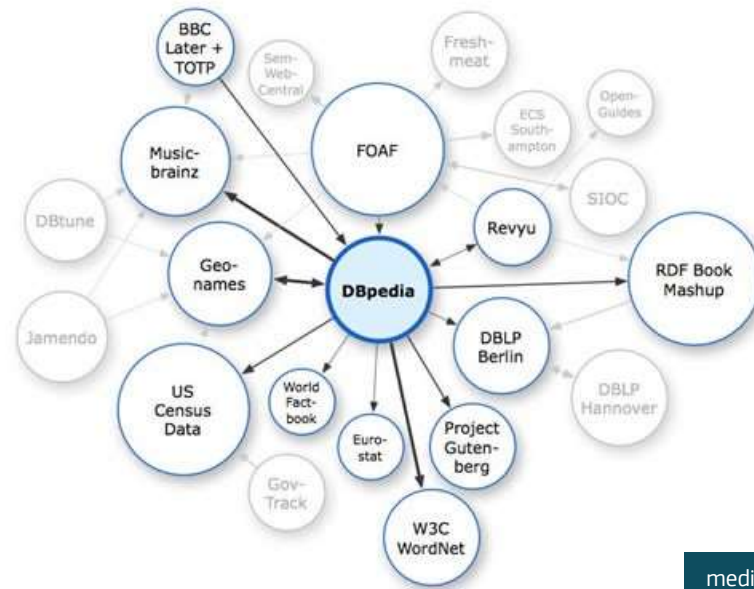 BBC
Later +
TOTP
Sem-
Web-
Central
Fresh-
meat
FOAF
ECS
South-
ampton
Open-
Guides
Music-
brainz
SIOC
DBtune
Revyu
Geo-
names
DBpedia
RDF Book
Mashup
Jamendo
DBLP
Berlin
US
Census
Data
World
Fact-
book
DBLP
Hannover
Euro-
stat
Project
Guten-
berg
Gov-
Track
W3C
WordNet
medi